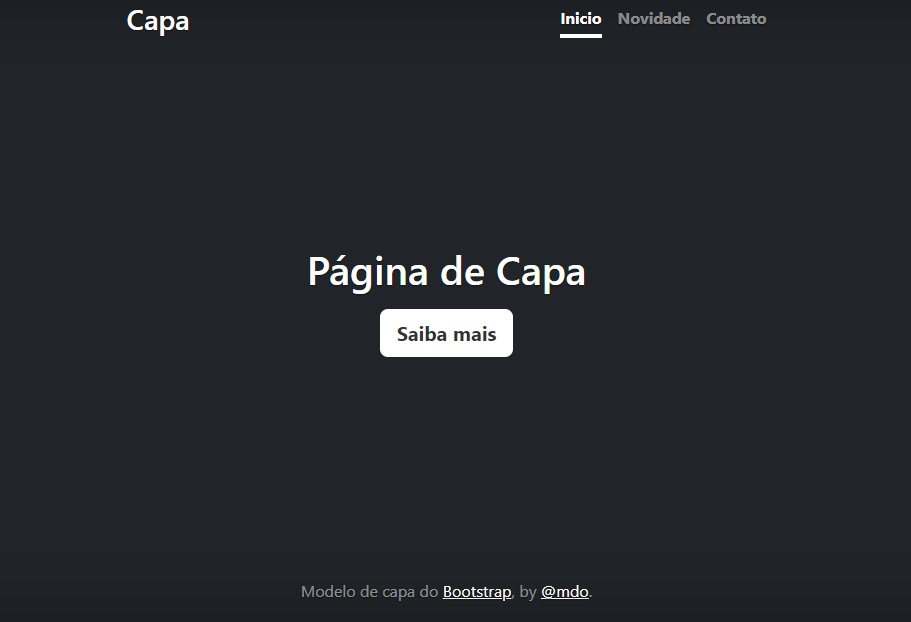 Capa
Inicio Novidade Contato
Página de Capa
Saiba mais
Modelo de capa do Bootstrap, by @mdo.